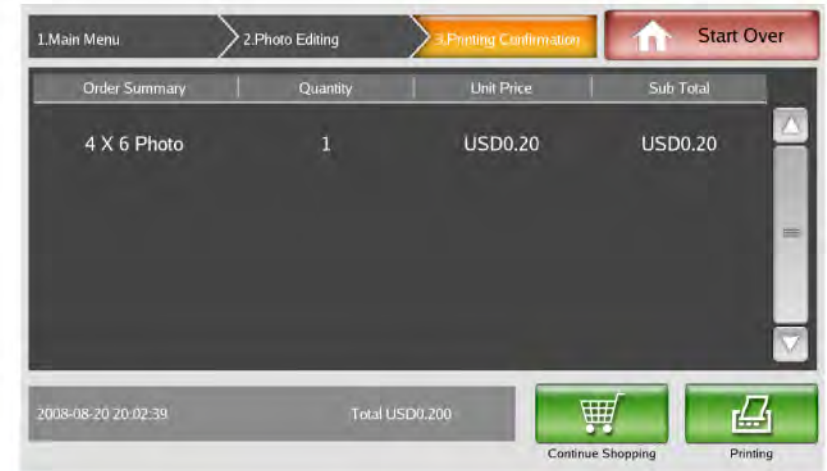 1.Main Menu 2.Photo Editing 3.Printing Confirmation Start Over
Order Summary Quantity Unit Price Sub Total
4 X 6 Photo 1 USD0.20 USD0.20
2008-08-20 20:02:39 Total USD0.200
Continue Shopping Printing